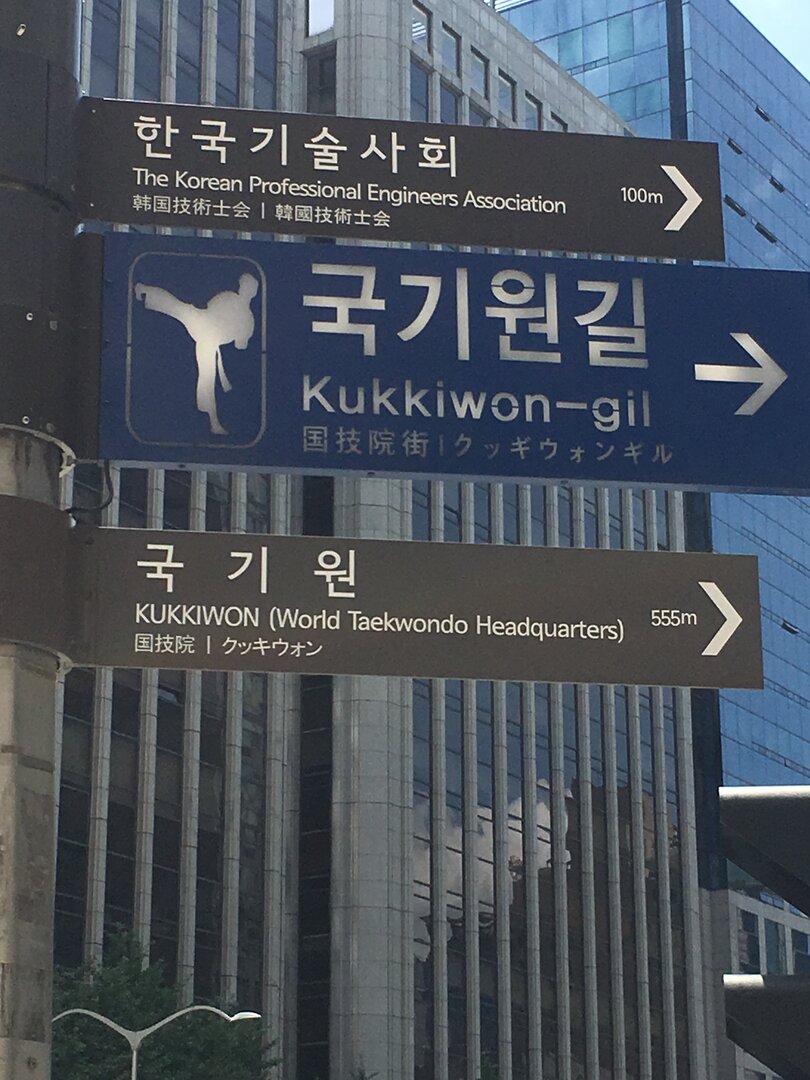 한국기술사회
The Korean Professional Engineers Association
100m
韩国技術士会 | 韓國技術士会
국기원길
Kukkiwon-gil
国技院街 | クッギウォンギル
국기원
KUKKIWON (World Taekwondo Headquarters)
555m
国技院 | クッキウォン